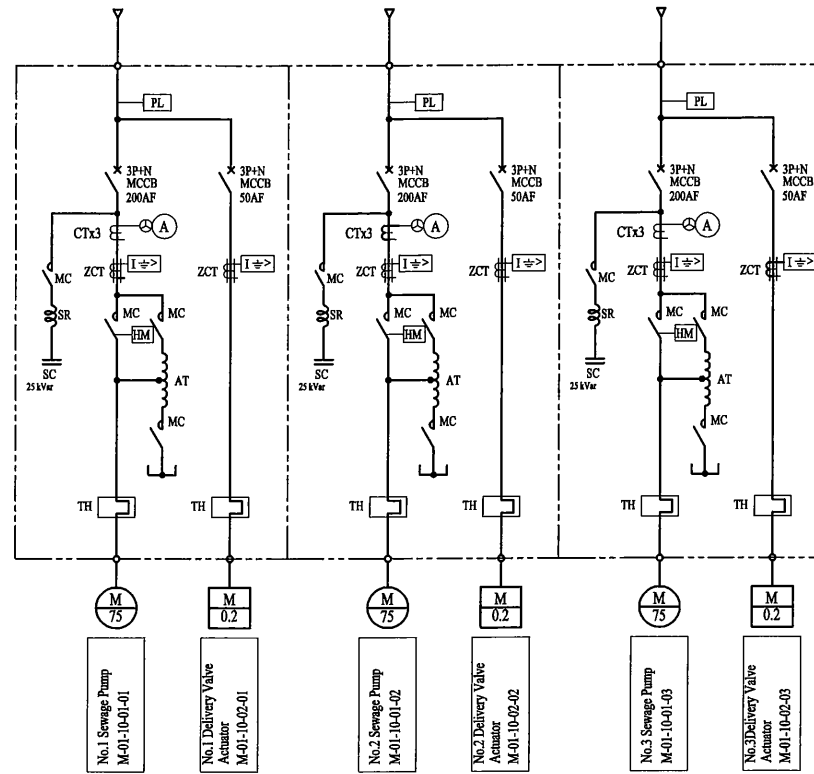 PL
3P+N
MCCB
200AF
3P+N
MCCB
50AF
CTx3
A
MC
ZCT
I ⏚>
ZCT
I ⏚>
SR
MC
MC
HM
SC
25 kVar
AT
MC
TH
TH
M
75
M
0.2
No.1 Sewage Pump
M-01-10-01-01
No.1 Delivery Valve
Actuator
M-01-10-02-01
PL
3P+N
MCCB
200AF
3P+N
MCCB
50AF
CTx3
A
MC
ZCT
I ⏚>
ZCT
I ⏚>
SR
MC
MC
HM
SC
25 kVar
AT
MC
TH
TH
M
75
M
0.2
No.2 Sewage Pump
M-01-10-01-02
No.2 Delivery Valve
Actuator
M-01-10-02-02
PL
3P+N
MCCB
200AF
3P+N
MCCB
50AF
CTx3
A
MC
ZCT
I ⏚>
ZCT
I ⏚>
SR
MC
MC
HM
SC
25 kVar
AT
MC
TH
TH
M
75
M
0.2
No.3 Sewage Pump
M-01-10-01-03
No.3Delivery Valve
Actuator
M-01-10-02-03